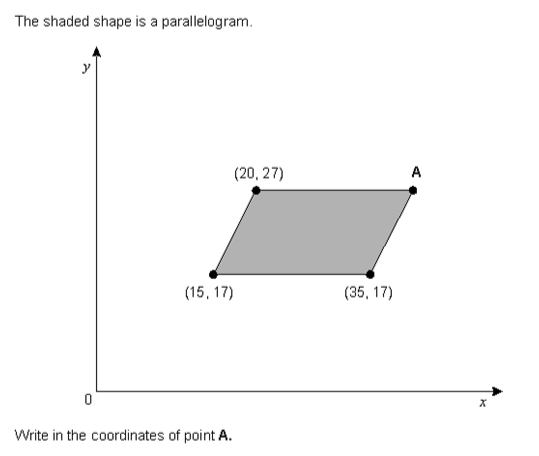 The shaded shape is a parallelogram.
y
(20, 27)
A
(15, 17)
(35, 17)
0
x
Write in the coordinates of point A.